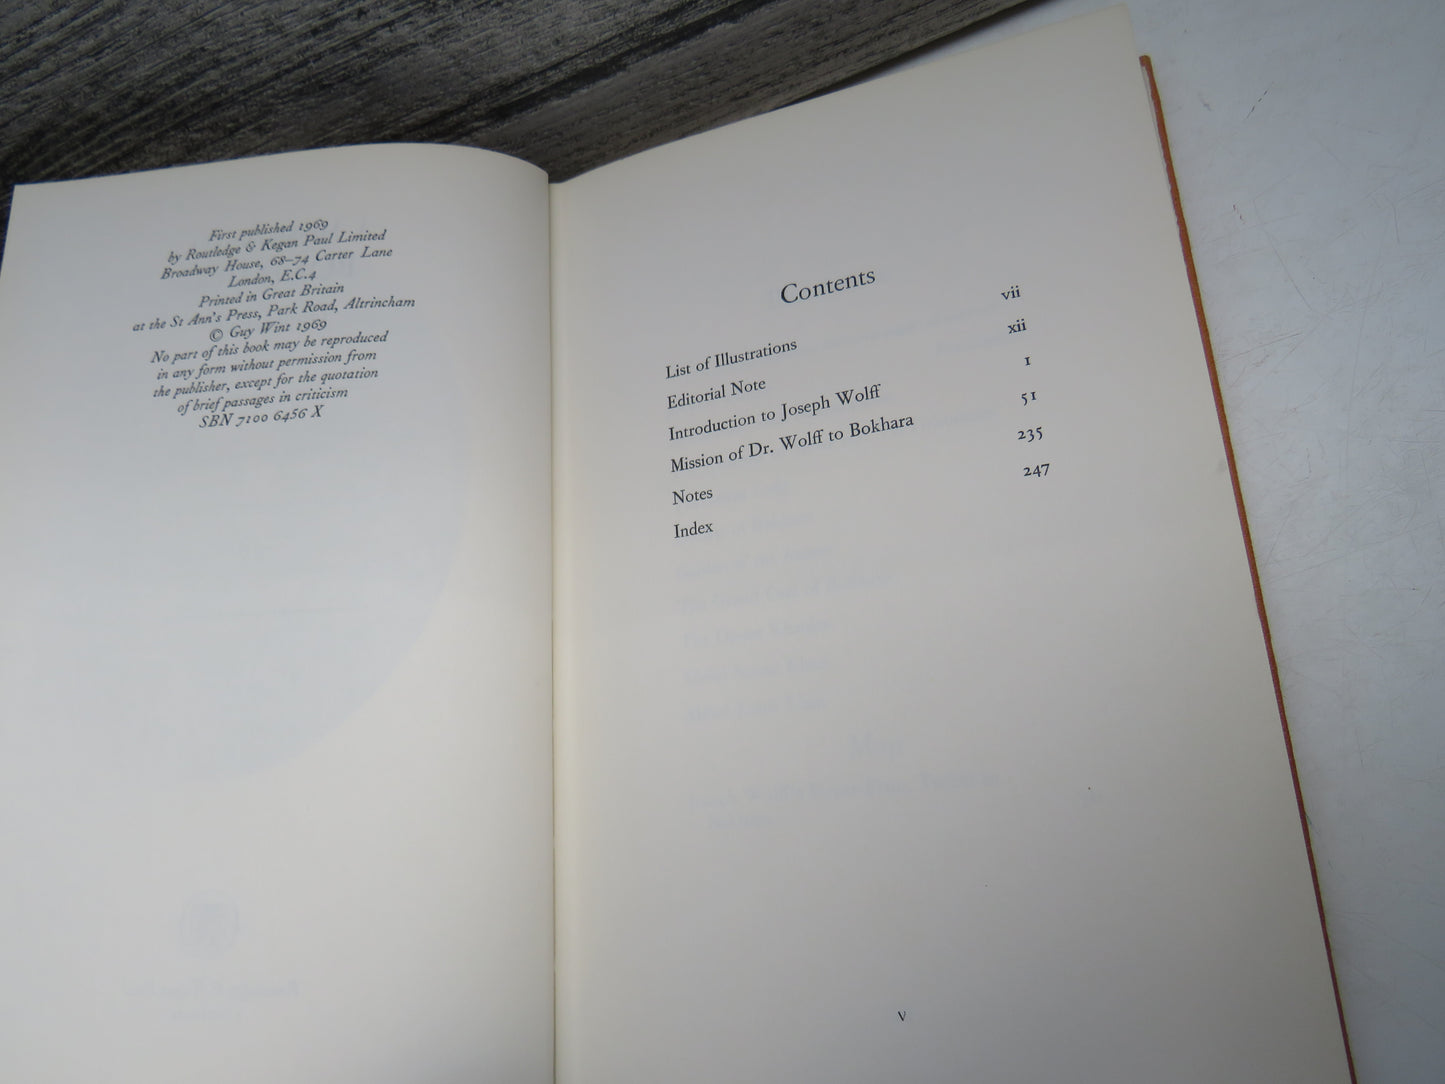 First published 1969
by Routledge & Kegan Paul Limited
Broadway House, 68–74 Carter Lane
London, E.C.4
Printed in Great Britain
at the St Ann's Press, Park Road, Altrincham
© Guy Wint 1969
No part of this book may be reproduced
in any form without permission from
the publisher, except for the quotation
of brief passages in criticism
SBN 7100 6456 X
Contents
List of Illustrations vii
Editorial Note xii
Introduction to Joseph Wolff 1
Mission of Dr. Wolff to Bokhara 51
Notes 235
Index 247
v